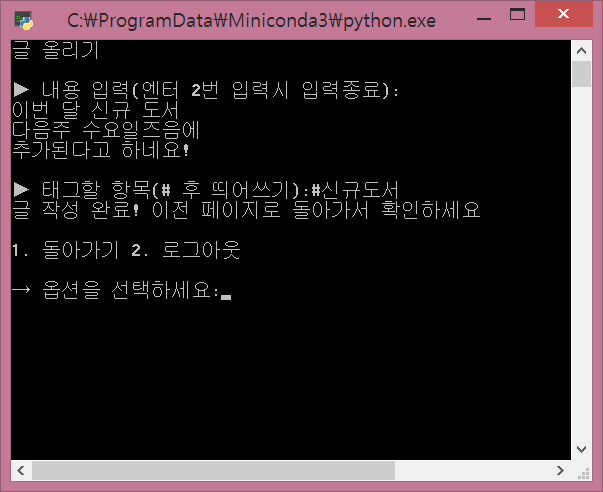 C:₩ProgramData₩Miniconda3₩python.exe
글 올리기
▶ 내용 입력(엔터 2번 입력시 입력종료):
이번 달 신규 도서
다음주 수요일즈음에
추가된다고 하네요!
▶ 태그할 항목(# 후 띄어쓰기):#신규도서
글 작성 완료! 이전 페이지로 돌아가서 확인하세요
1. 돌아가기 2. 로그아웃
→ 옵션을 선택하세요: